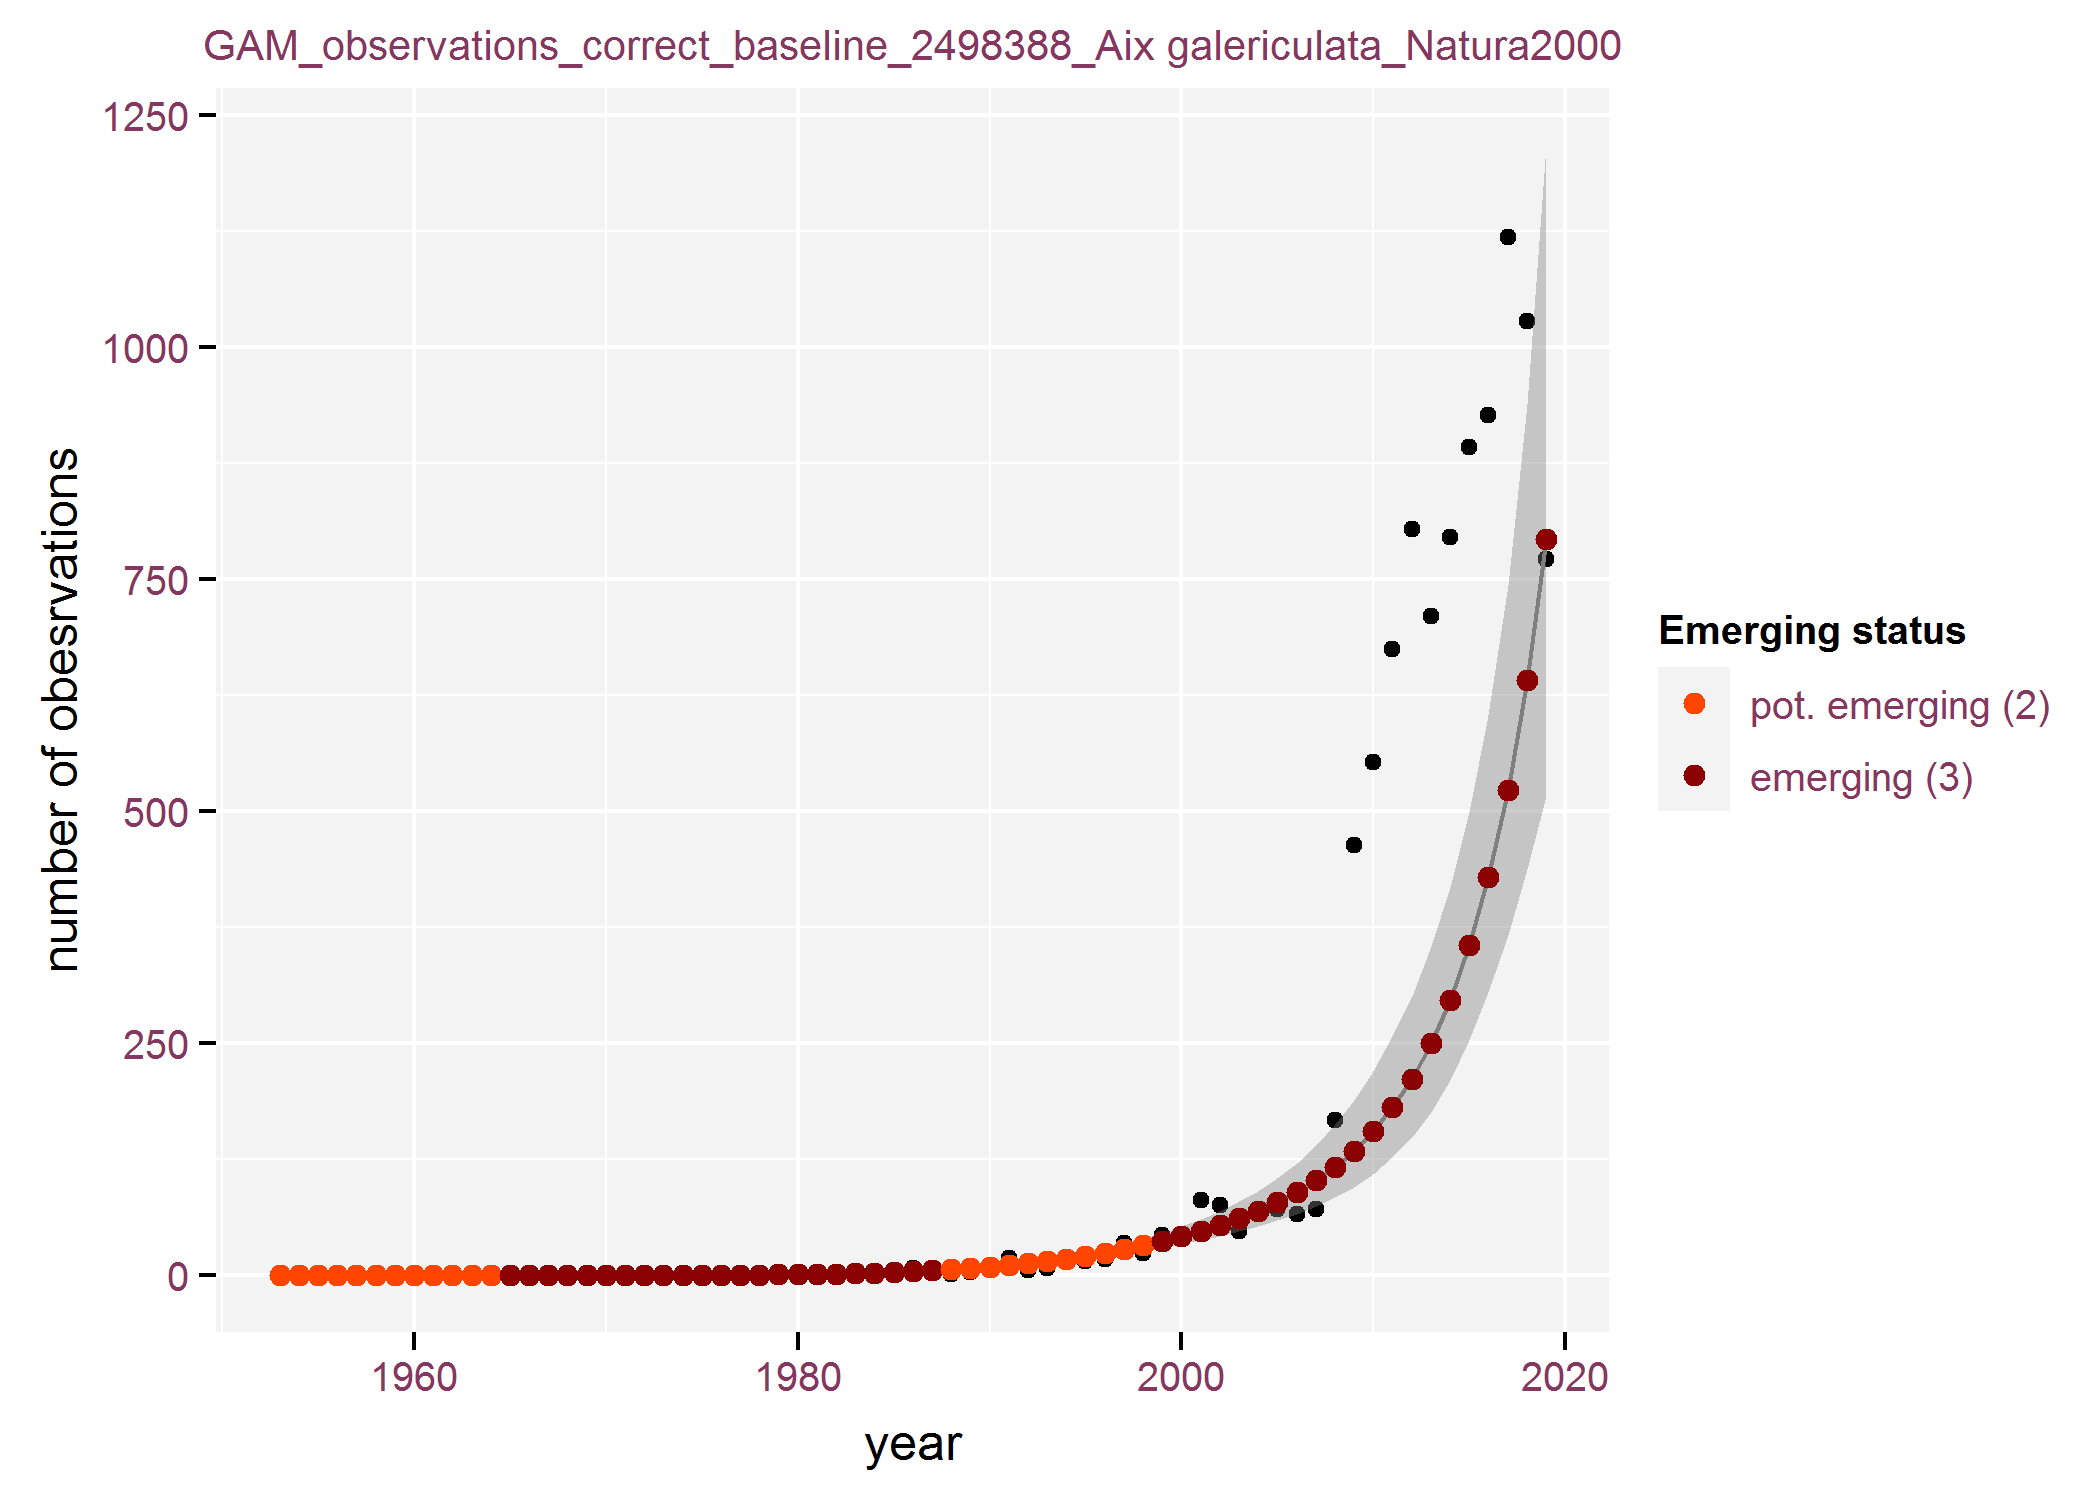 GAM_observations_correct_baseline_2498388_Aix galericulata_Natura2000
1250
1000
750
500
250
0
number of obesrvations
1960
1980
2000
2020
year
Emerging status
pot. emerging (2)
emerging (3)